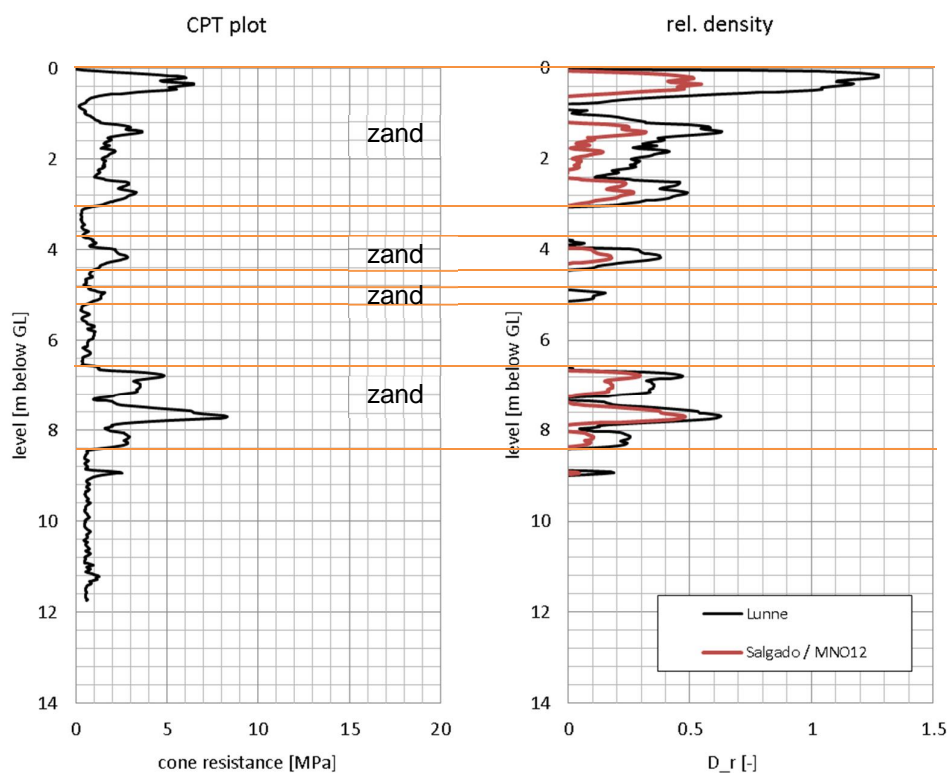 CPT plot
rel. density
0
2
4
6
8
10
12
14
level [m below GL]
zand
zand
zand
zand
0
5
10
15
20
cone resistance [MPa]
0
2
4
6
8
10
12
14
level [m below GL]
Lunne
Salgado / MNO12
0
0.5
1
1.5
D_r [-]